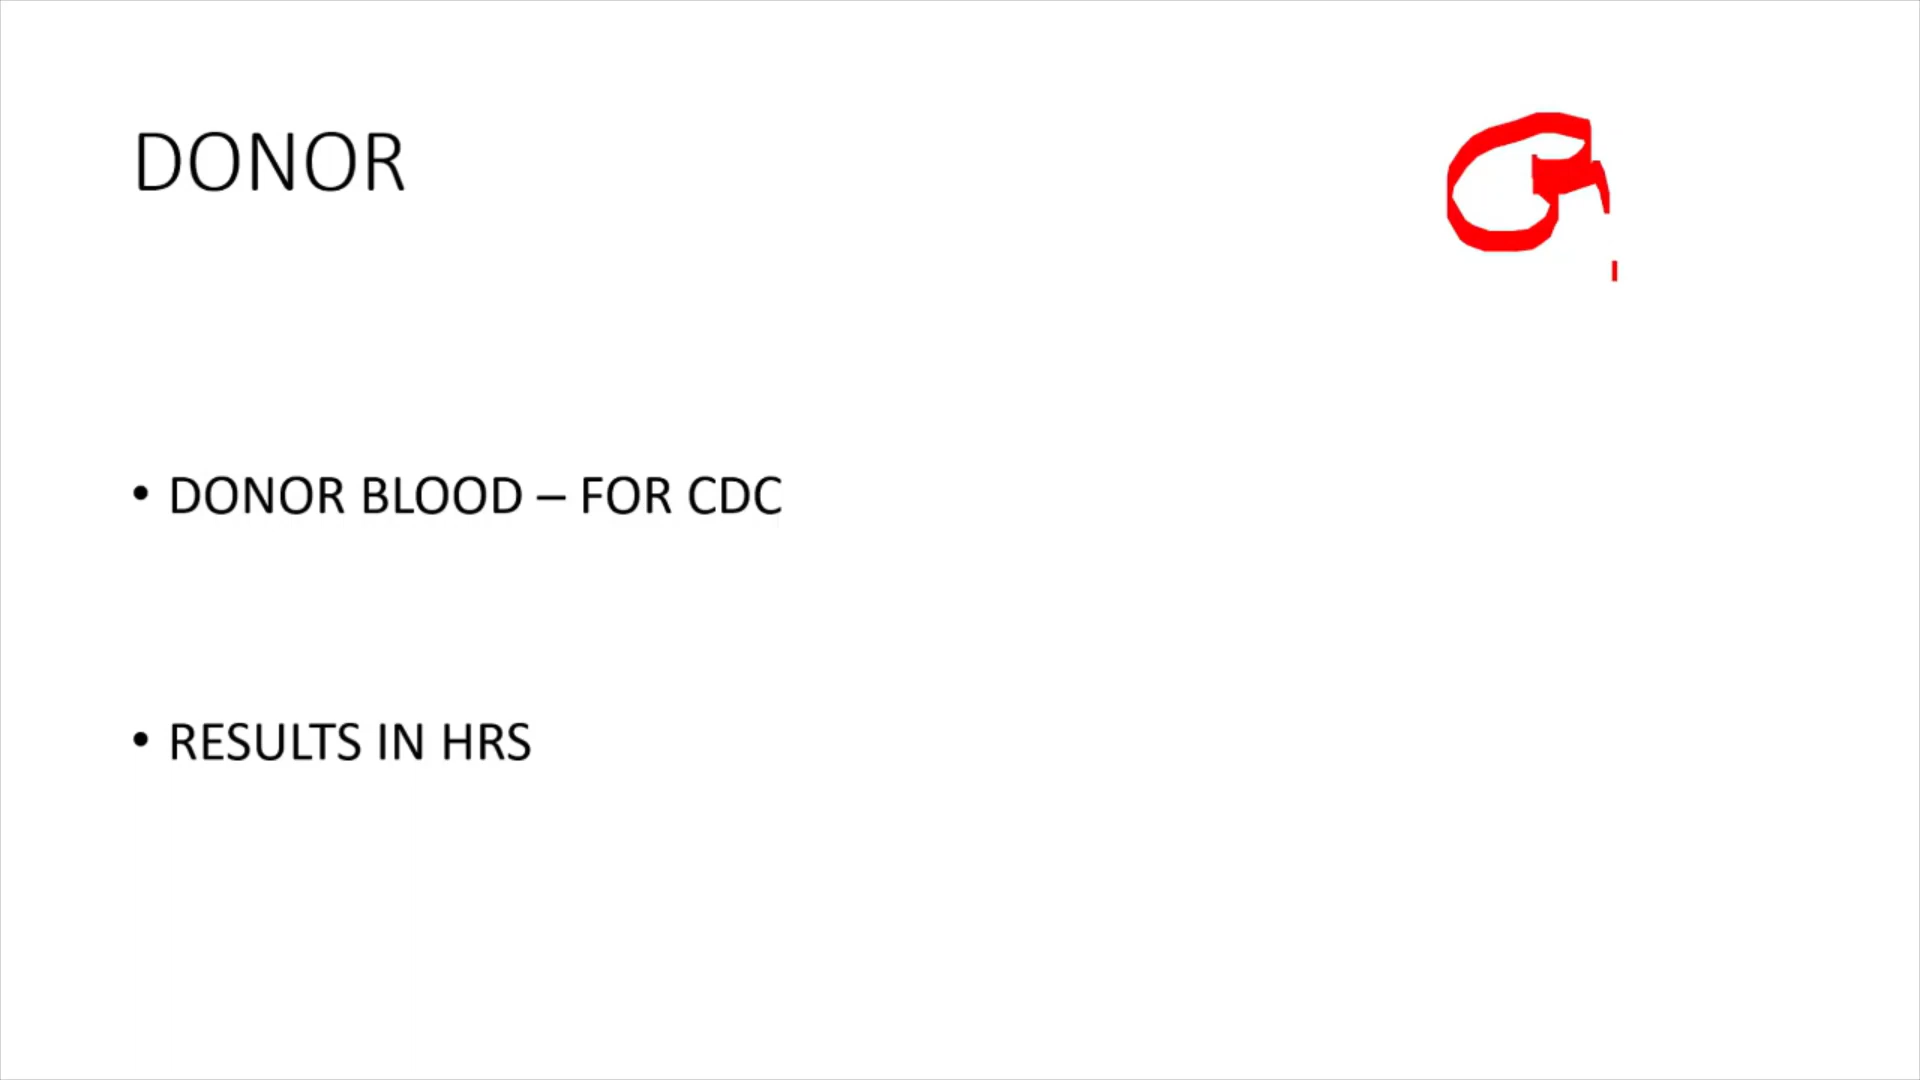 DONOR
• DONOR BLOOD – FOR CDC
• RESULTS IN HRS